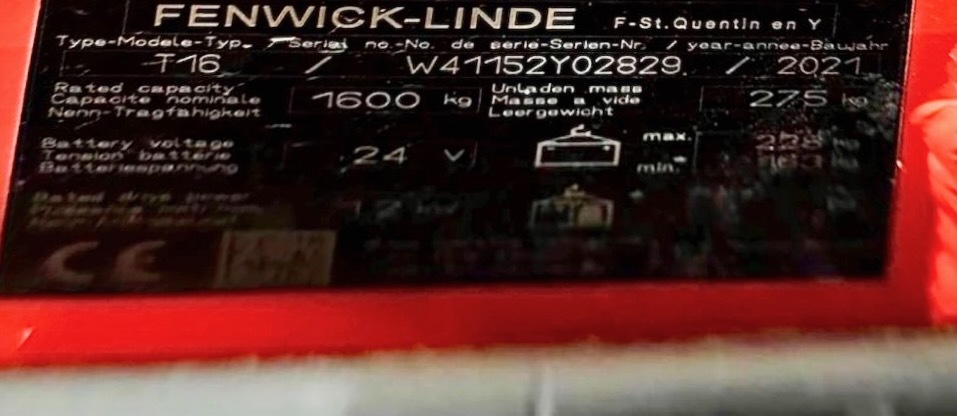 FENWICK-LINDE F-St.Quentin en Y
Type-Modele-Typ. / Serial no.-No. de serie-Serien-Nr. / year-annee-Baujahr
T16 / W41152Y02829 / 2021
Rated capacity
Capacite nominale 1600 kg
Nenn-Tragfahigkeit
Unladen mass
Masse a vide 275 kg
Leergewicht
Battery voltage
Tension batterie 24 V
Batteriespannung
max.
min.
CE